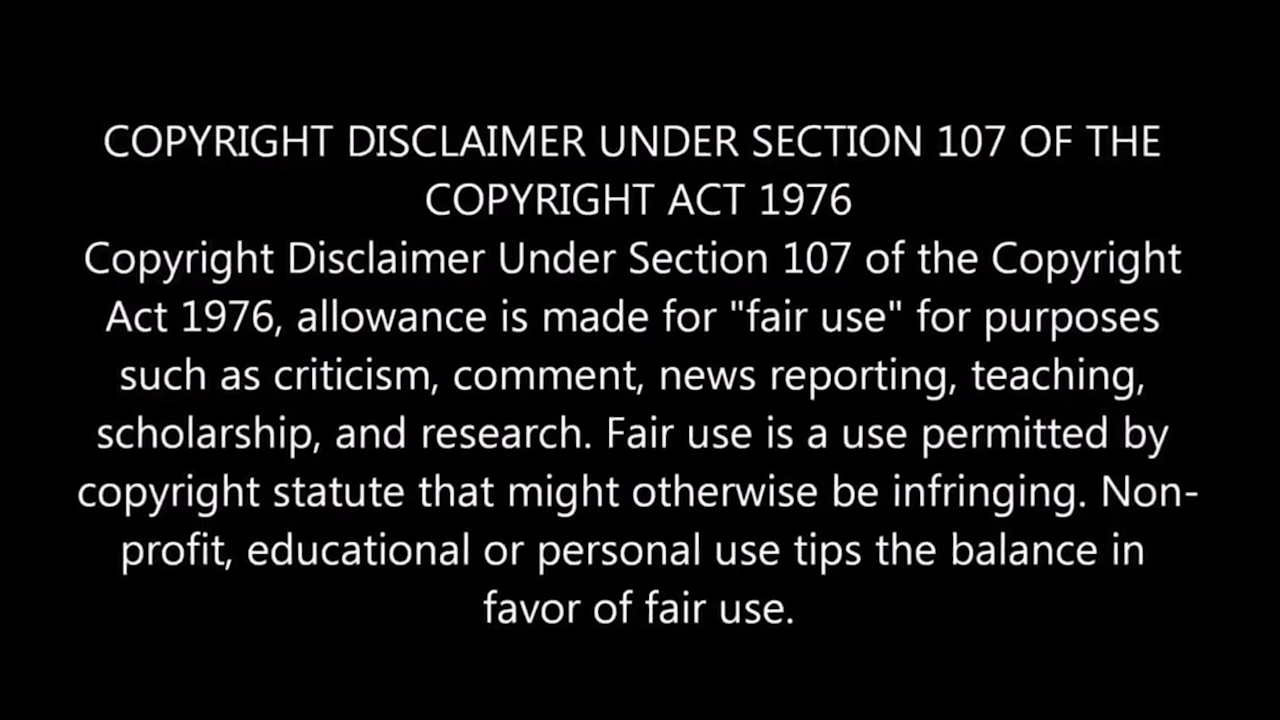 COPYRIGHT DISCLAIMER UNDER SECTION 107 OF THE
COPYRIGHT ACT 1976
Copyright Disclaimer Under Section 107 of the Copyright
Act 1976, allowance is made for "fair use" for purposes
such as criticism, comment, news reporting, teaching,
scholarship, and research. Fair use is a use permitted by
copyright statute that might otherwise be infringing. Non-
profit, educational or personal use tips the balance in
favor of fair use.